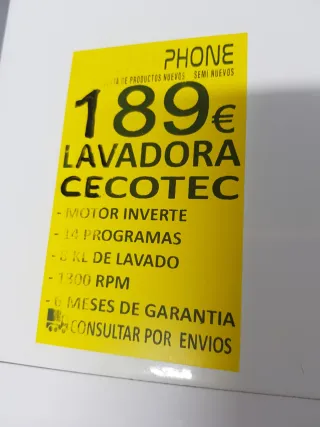 PHONE
DE PRODUCTOS NUEVOS SEMI NUEVOS
189€
LAVADORA
CECOTEC
- MOTOR INVERTE
- 14 PROGRAMAS
- KL DE LAVADO
- 1300 RPM
- 6 MESES DE GARANTIA
CONSULTAR POR ENVIOS